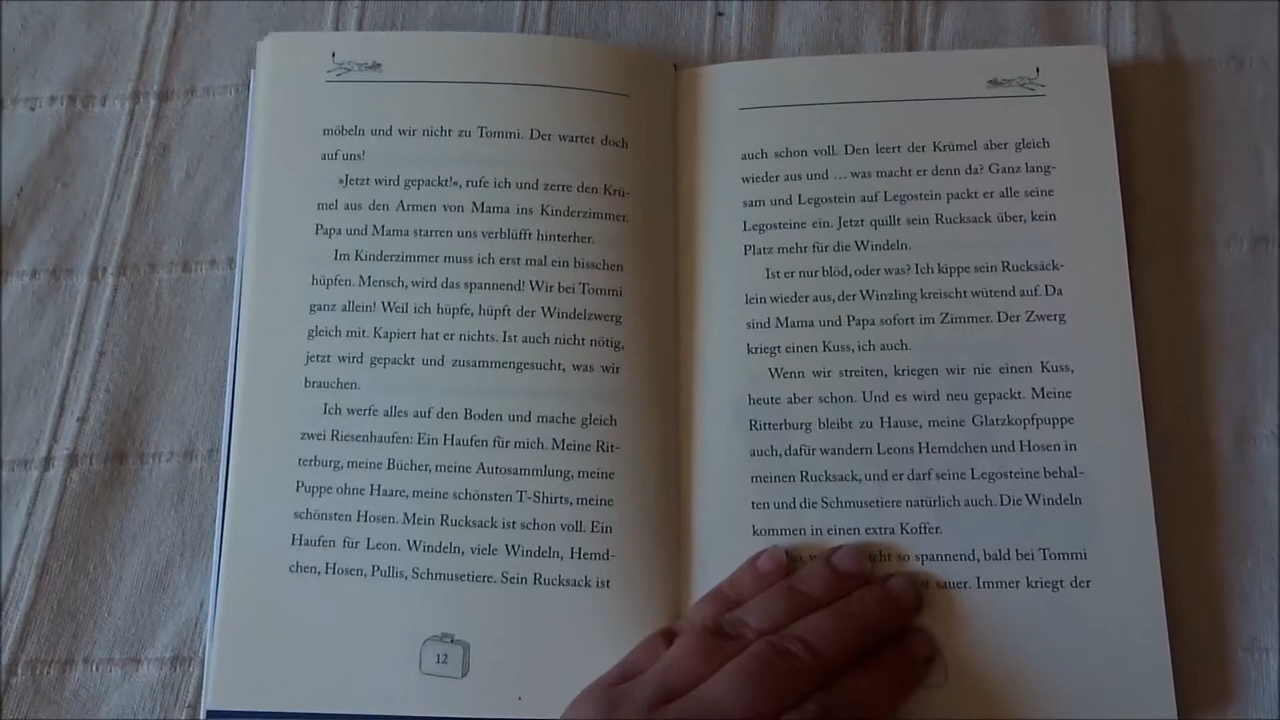 möbeln und wir nicht zu Tommi. Der wartet doch
auf uns!
»Jetzt wird gepackt!«, rufe ich und zerre den Krü-
mel aus den Armen von Mama ins Kinderzimmer.
Papa und Mama starren uns verblüfft hinterher.
Im Kinderzimmer muss ich erst mal ein bisschen
hüpfen. Mensch, wird das spannend! Wir bei Tommi
ganz allein! Weil ich hüpfe, hüpft der Windelzwerg
gleich mit. Kapiert hat er nichts. Ist auch nicht nötig,
jetzt wird gepackt und zusammengesucht, was wir
brauchen.
Ich werfe alles auf den Boden und mache gleich
zwei Riesenhaufen: Ein Haufen für mich. Meine Rit-
terburg, meine Bücher, meine Autosammlung, meine
Puppe ohne Haare, meine schönsten T-Shirts, meine
schönsten Hosen. Mein Rucksack ist schon voll. Ein
Haufen für Leon. Windeln, viele Windeln, Hemd-
chen, Hosen, Pullis, Schmusetiere. Sein Rucksack ist
12
auch schon voll. Den leert der Krümel aber gleich
wieder aus und … was macht er denn da? Ganz lang-
sam und Legostein auf Legostein packt er alle seine
Legosteine ein. Jetzt quillt sein Rucksack über, kein
Platz mehr für die Windeln.
Ist er nur blöd, oder was? Ich kippe sein Rucksäck-
lein wieder aus, der Winzling kreischt wütend auf. Da
sind Mama und Papa sofort im Zimmer. Der Zwerg
kriegt einen Kuss, ich auch.
Wenn wir streiten, kriegen wir nie einen Kuss,
heute aber schon. Und es wird neu gepackt. Meine
Ritterburg bleibt zu Hause, meine Glatzkopfpuppe
auch, dafür wandern Leons Hemdchen und Hosen in
meinen Rucksack, und er darf seine Legosteine behal-
ten und die Schmusetiere natürlich auch. Die Windeln
kommen in einen extra Koffer.
so spannend, bald bei Tommi
sauer. Immer kriegt der